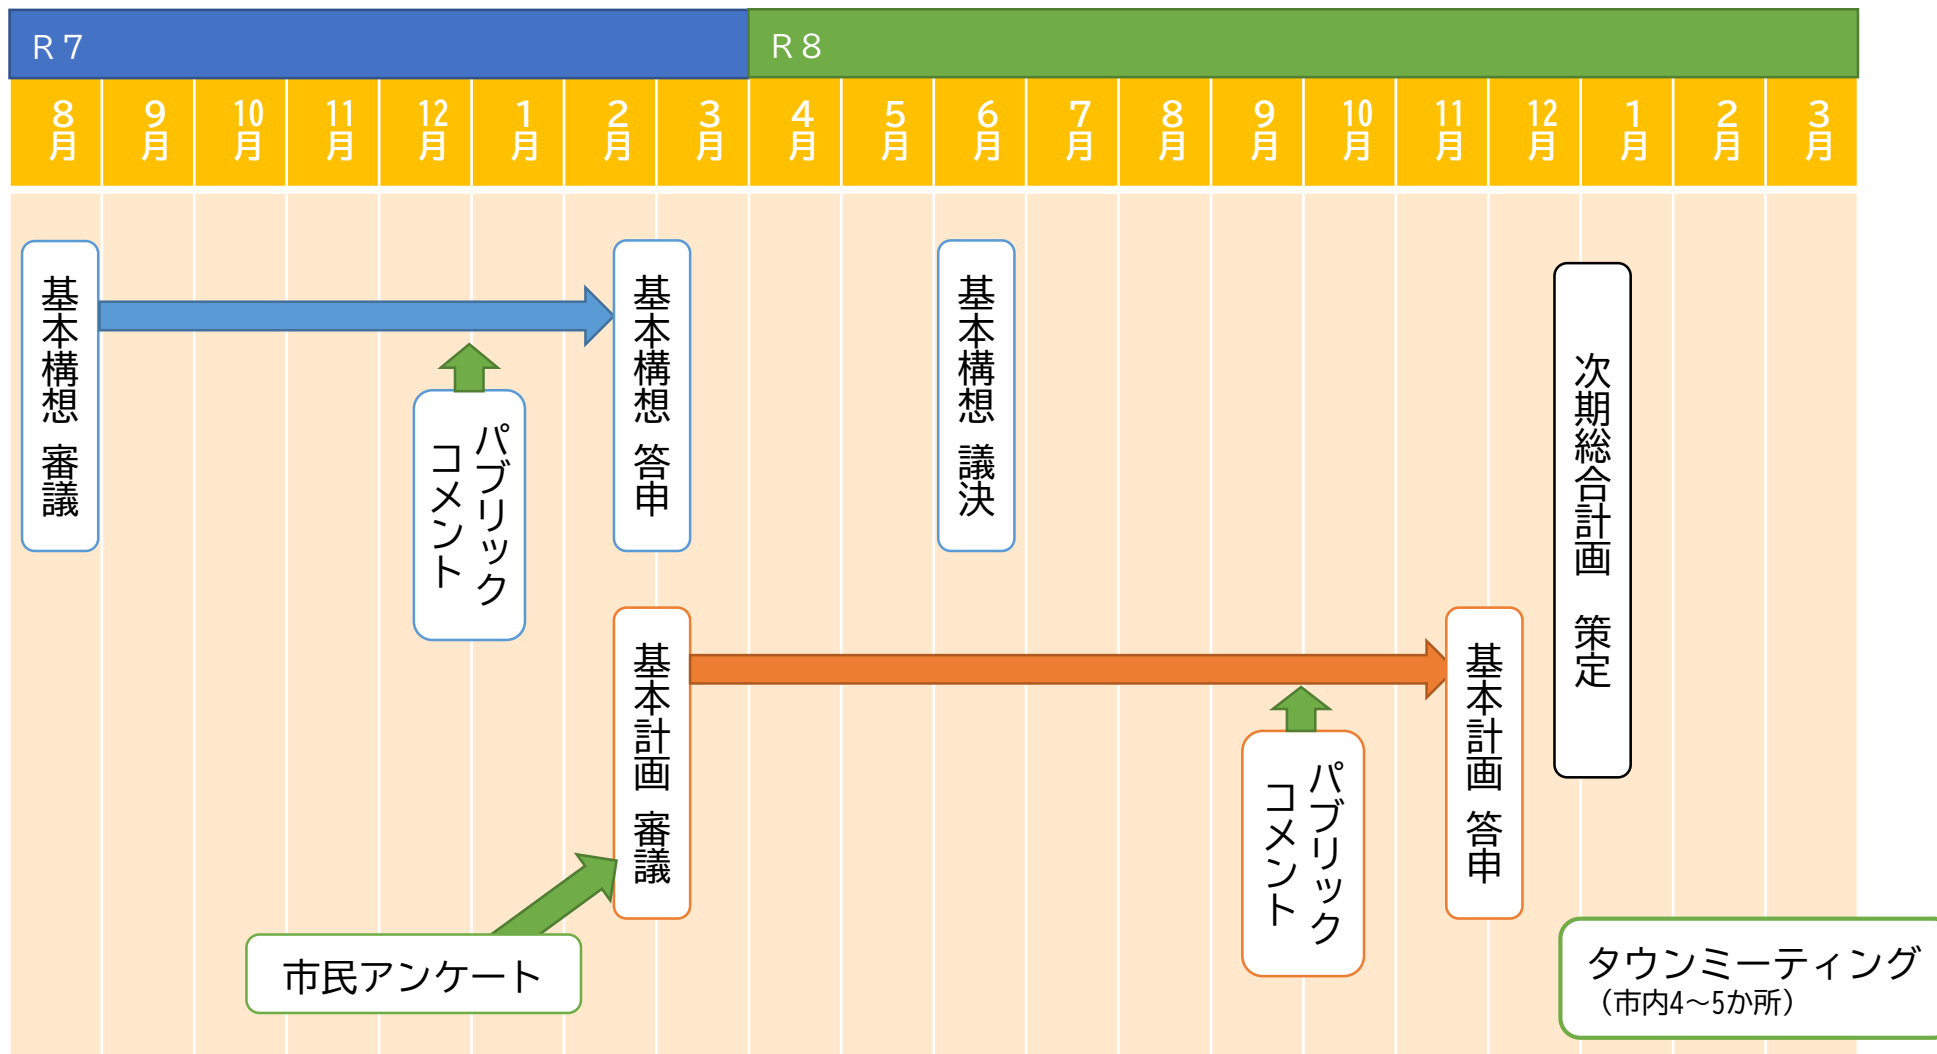 R7
R8
8月
9月
10月
11月
12月
1月
2月
3月
4月
5月
6月
7月
8月
9月
10月
11月
12月
1月
2月
3月
基本構想 審議
パブリック
コメント
基本構想 答申
基本構想 議決
次期総合計画 策定
基本計画 審議
パブリック
コメント
基本計画 答申
市民アンケート
タウンミーティング
(市内4～5か所)